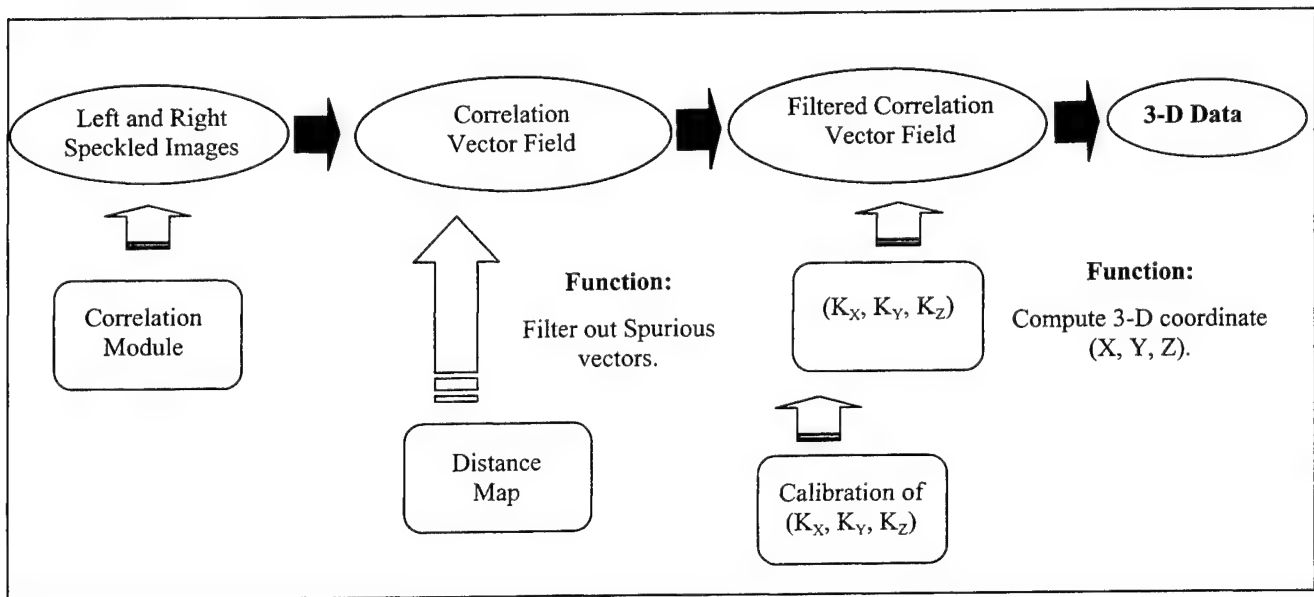 Left and Right
Speckled Images
Correlation
Vector Field
Filtered Correlation
Vector Field
3-D Data
Correlation
Module
Function:
Filter out Spurious
vectors.
Distance
Map
(K_X, K_Y, K_Z)
Function:
Compute 3-D coordinate
(X, Y, Z).
Calibration of
(K_X, K_Y, K_Z)